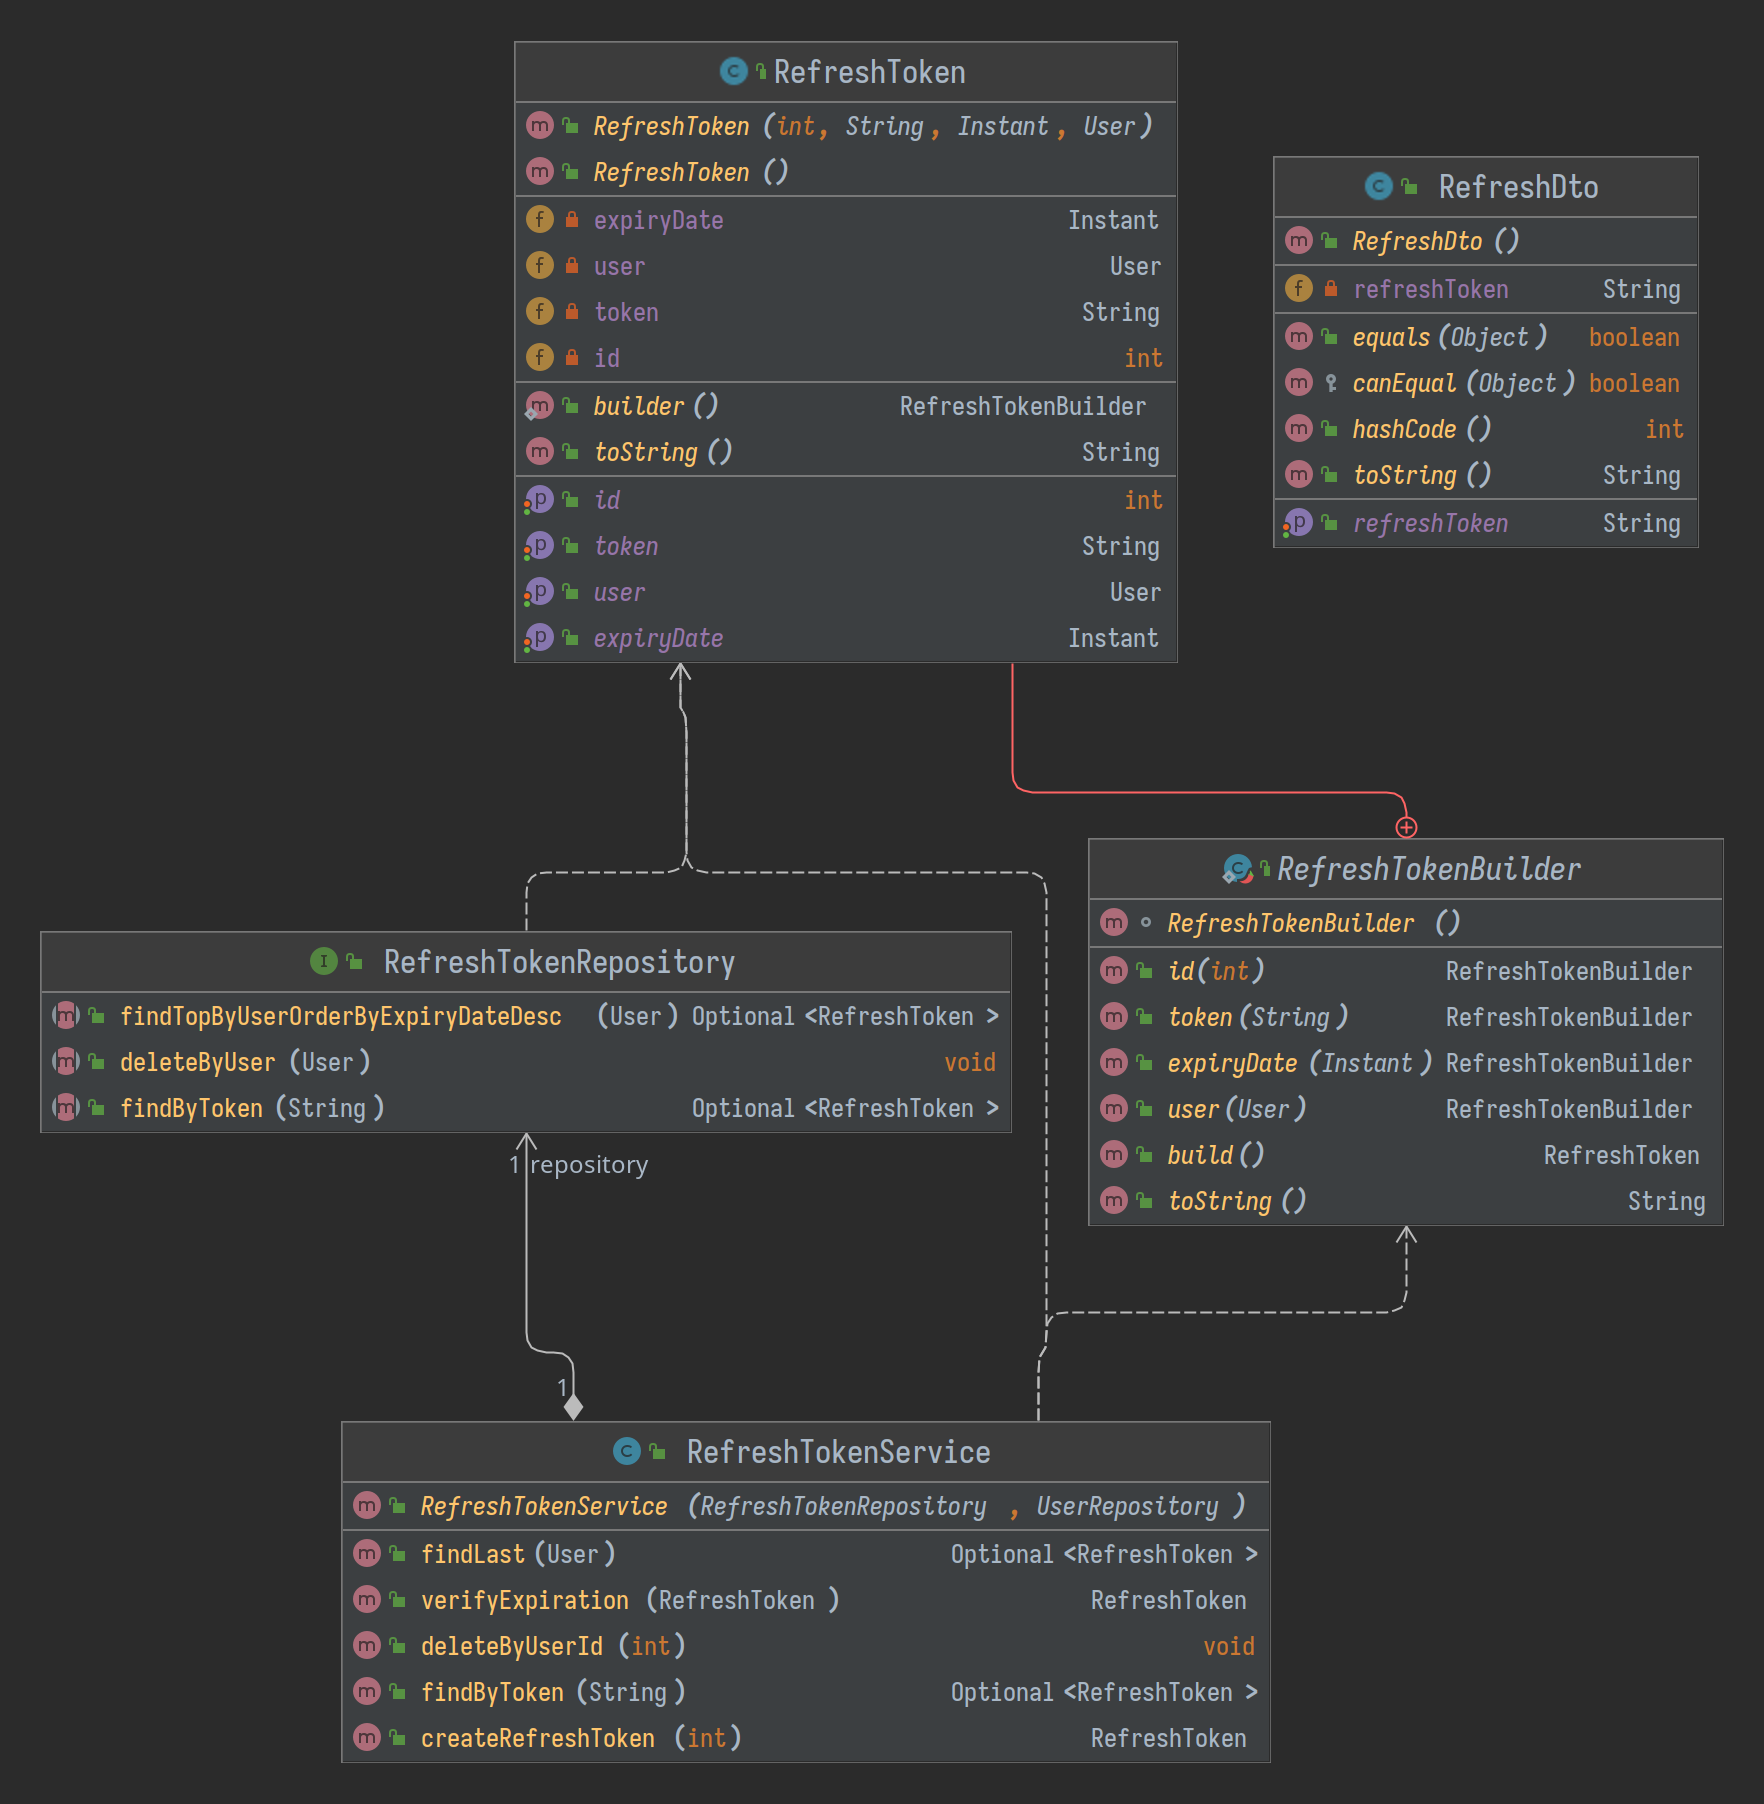 RefreshToken
RefreshToken (int, String, Instant, User)
RefreshToken ()
expiryDate Instant
user User
token String
id int
builder () RefreshTokenBuilder
toString () String
id int
token String
user User
expiryDate Instant
RefreshDto
RefreshDto ()
refreshToken String
equals (Object) boolean
canEqual (Object) boolean
hashCode () int
toString () String
refreshToken String
RefreshTokenBuilder
RefreshTokenBuilder ()
id(int) RefreshTokenBuilder
token (String) RefreshTokenBuilder
expiryDate (Instant) RefreshTokenBuilder
user (User) RefreshTokenBuilder
build () RefreshToken
toString () String
RefreshTokenRepository
findTopByUserOrderByExpiryDateDesc (User) Optional <RefreshToken >
deleteByUser (User) void
findByToken (String) Optional <RefreshToken >
1 repository
1
RefreshTokenService
RefreshTokenService (RefreshTokenRepository , UserRepository )
findLast (User) Optional <RefreshToken >
verifyExpiration (RefreshToken ) RefreshToken
deleteByUserId (int) void
findByToken (String) Optional <RefreshToken >
createRefreshToken (int) RefreshToken